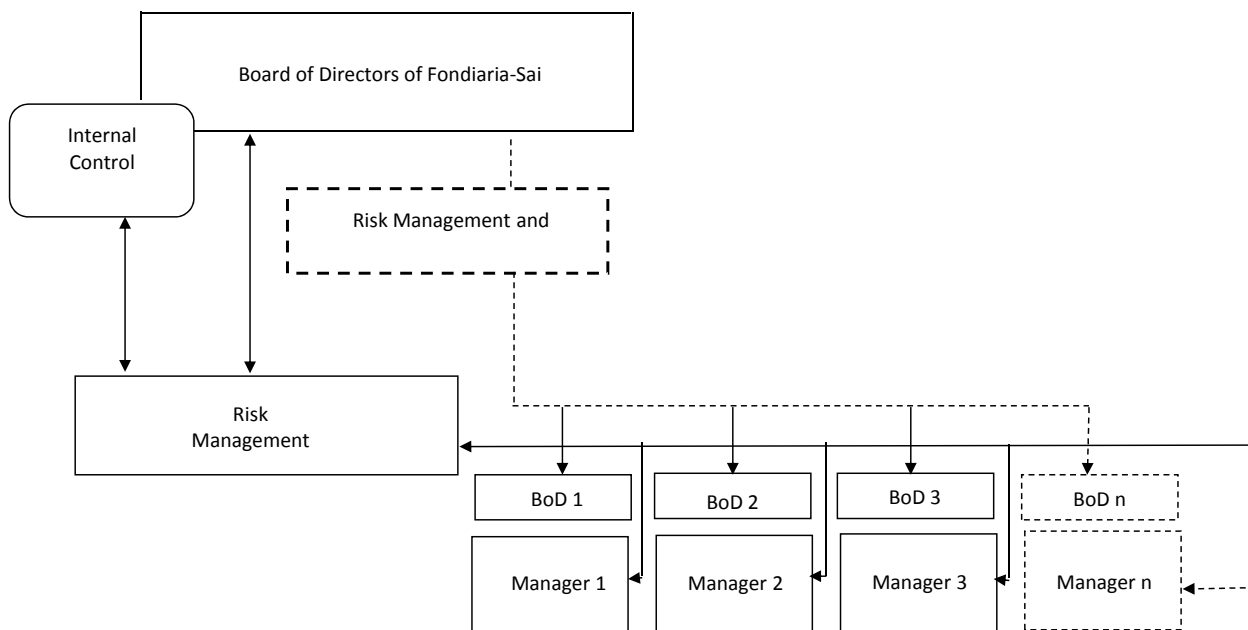 Board of Directors of Fondiaria-Sai
Internal
Control
Risk Management and
Risk
Management
BoD 1
BoD 2
BoD 3
BoD n
Manager 1
Manager 2
Manager 3
Manager n